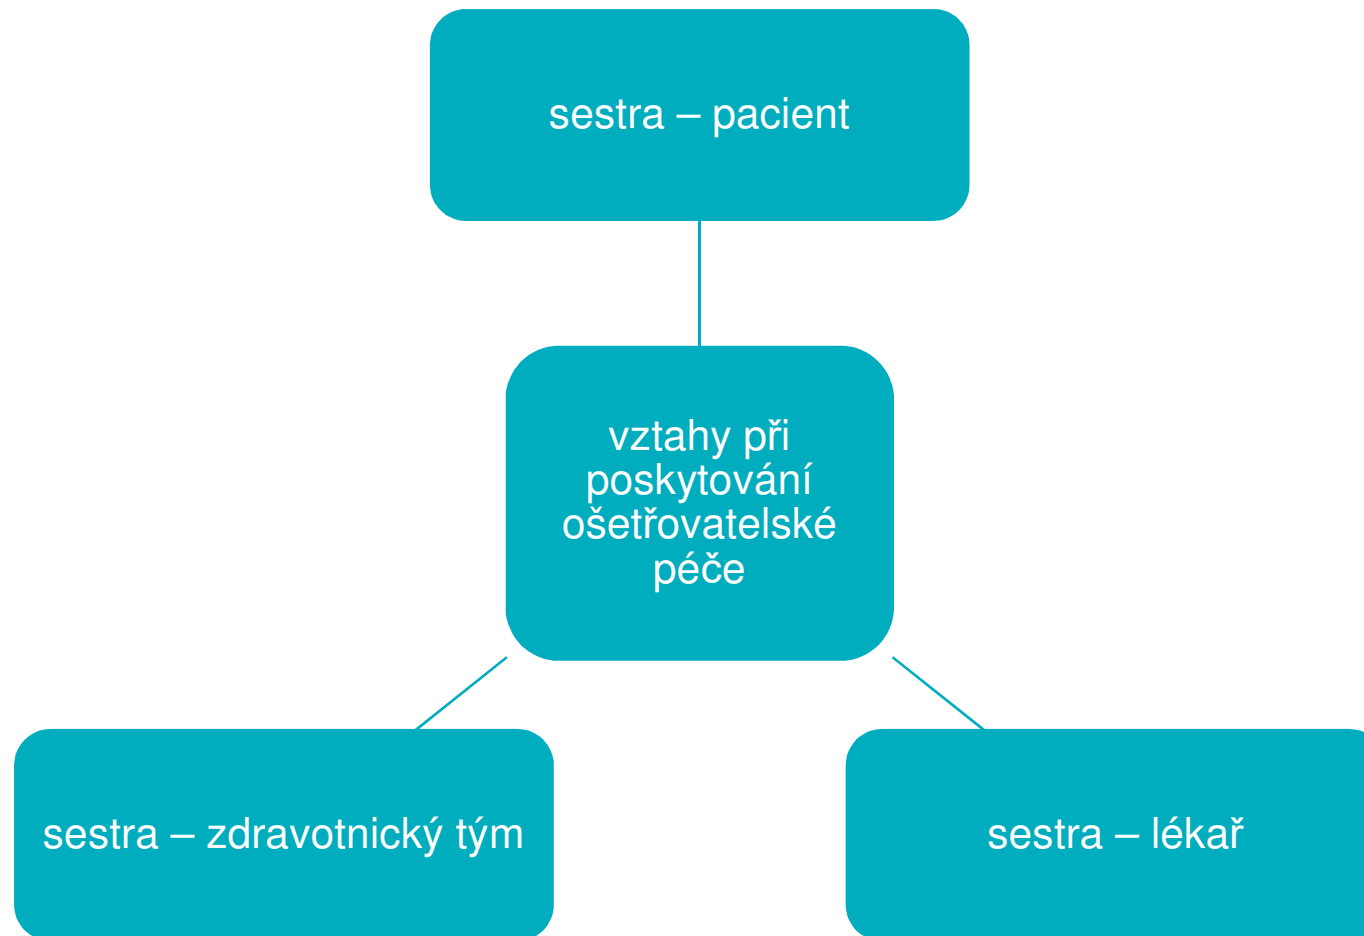 sestra – pacient
vztahy při
poskytování
ošetřovatelské
péče
sestra – zdravotnický tým
sestra – lékař